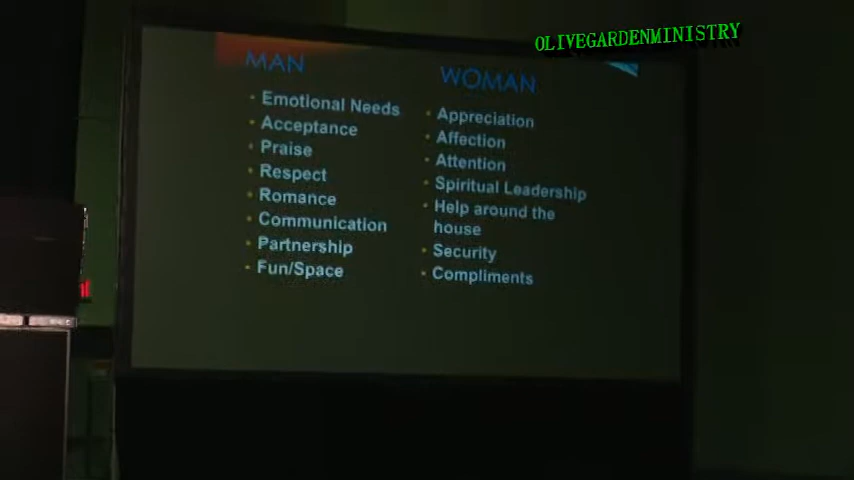 OLIVEGARDENMINISTRY
MAN
• Emotional Needs
• Acceptance
• Praise
• Respect
• Romance
• Communication
• Partnership
• Fun/Space
WOMAN
• Appreciation
• Affection
• Attention
• Spiritual Leadership
• Help around the
house
• Security
• Compliments